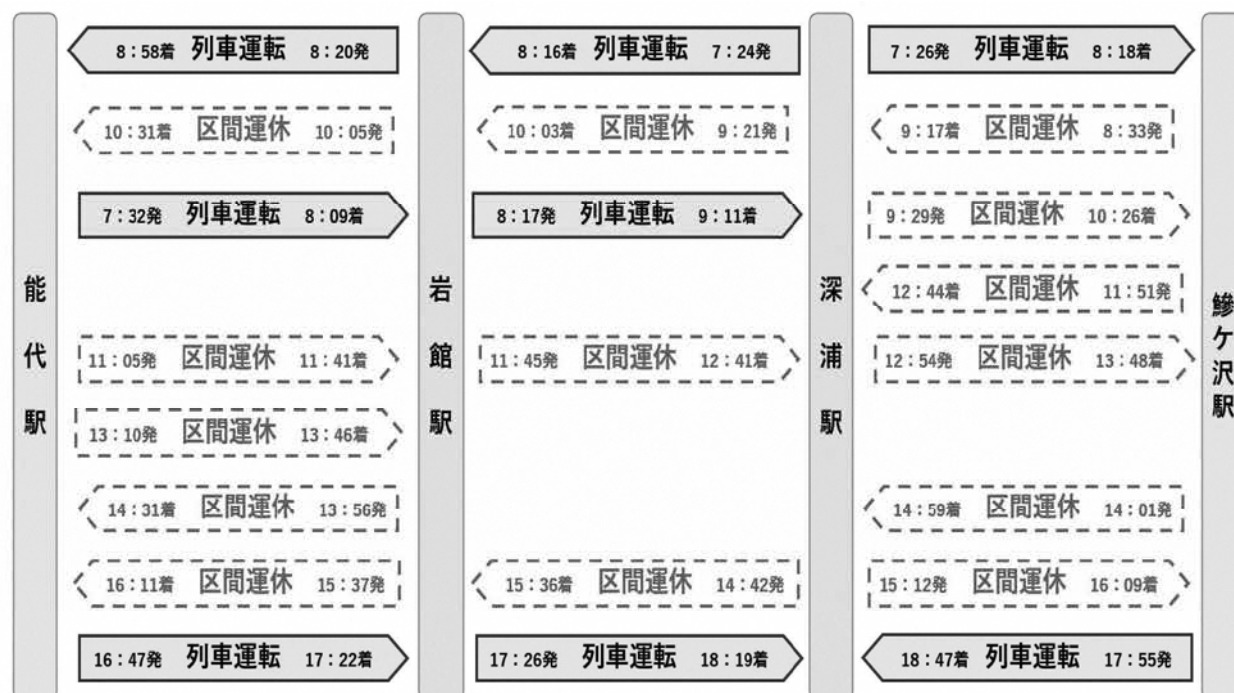 8：58着 列車運転 8：20発
8：16着 列車運転 7：24発
7：26発 列車運転 8：18着
10：31着 区間運休 10：05発
10：03着 区間運休 9：21発
9：17着 区間運休 8：33発
7：32発 列車運転 8：09着
8：17発 列車運転 9：11着
9：29発 区間運休 10：26着
12：44着 区間運休 11：51発
11：05発 区間運休 11：41着
11：45発 区間運休 12：41着
12：54発 区間運休 13：48着
13：10発 区間運休 13：46着
14：31着 区間運休 13：56発
14：59着 区間運休 14：01発
16：11着 区間運休 15：37発
15：36着 区間運休 14：42発
15：12発 区間運休 16：09着
16：47発 列車運転 17：22着
17：26発 列車運転 18：19着
18：47着 列車運転 17：55発
能代駅
岩館駅
深浦駅
鰺ケ沢駅